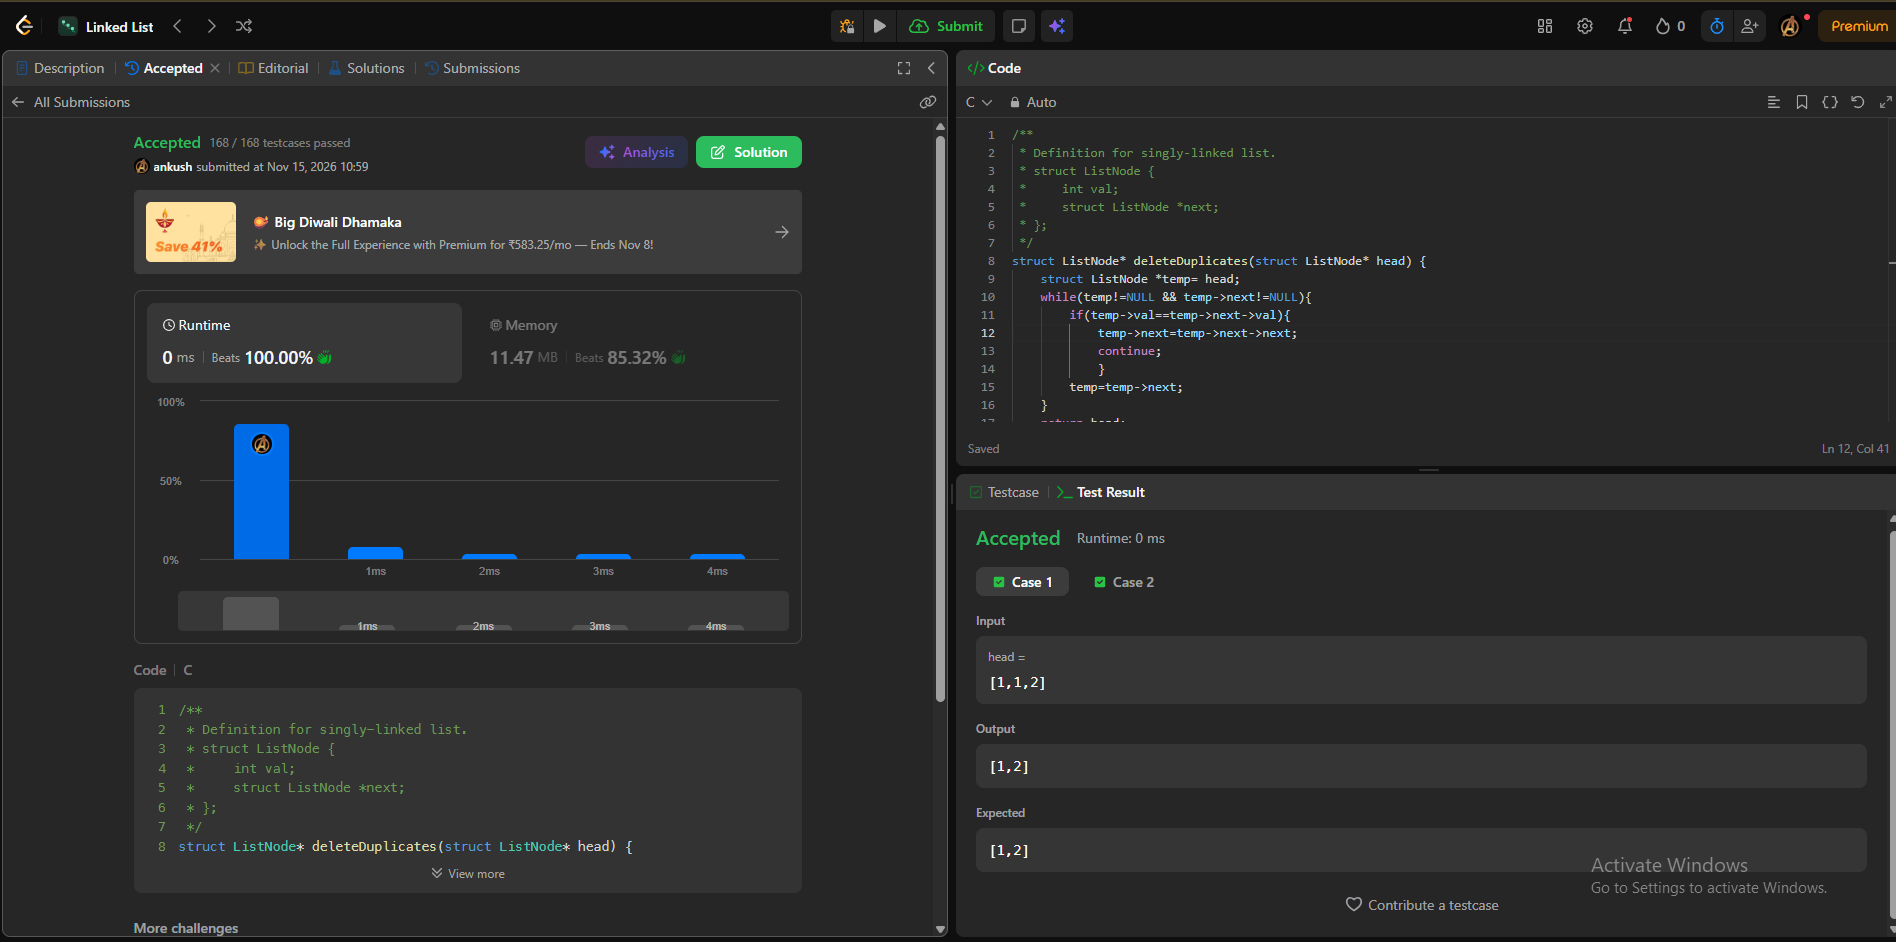 Linked List
Submit
0
Premium
Description
Accepted
Editorial
Solutions
Submissions
All Submissions
Accepted 168 / 168 testcases passed
ankush submitted at Nov 15, 2026 10:59
Analysis
Solution
Save 41%
Big Diwali Dhamaka
Unlock the Full Experience with Premium for ₹583.25/mo — Ends Nov 8!
Runtime
0 ms | Beats 100.00%
Memory
11.47 MB | Beats 85.32%
100%
50%
0%
1ms 2ms 3ms 4ms
1ms 2ms 3ms 4ms
Code | C
1 /**
2  * Definition for singly-linked list.
3  * struct ListNode {
4  *     int val;
5  *     struct ListNode *next;
6  * };
7  */
8 struct ListNode* deleteDuplicates(struct ListNode* head) {
View more
More challenges
</> Code
C
Auto
1 /**
2  * Definition for singly-linked list.
3  * struct ListNode {
4  *     int val;
5  *     struct ListNode *next;
6  * };
7  */
8 struct ListNode* deleteDuplicates(struct ListNode* head) {
9     struct ListNode *temp= head;
10     while(temp!=NULL && temp->next!=NULL){
11         if(temp->val==temp->next->val){
12             temp->next=temp->next->next;
13             continue;
14             }
15         temp=temp->next;
16     }
17     return head;
Saved
Ln 12, Col 41
Testcase
Test Result
Accepted Runtime: 0 ms
Case 1
Case 2
Input
head =
[1,1,2]
Output
[1,2]
Expected
[1,2]
Activate Windows
Go to Settings to activate Windows.
Contribute a testcase